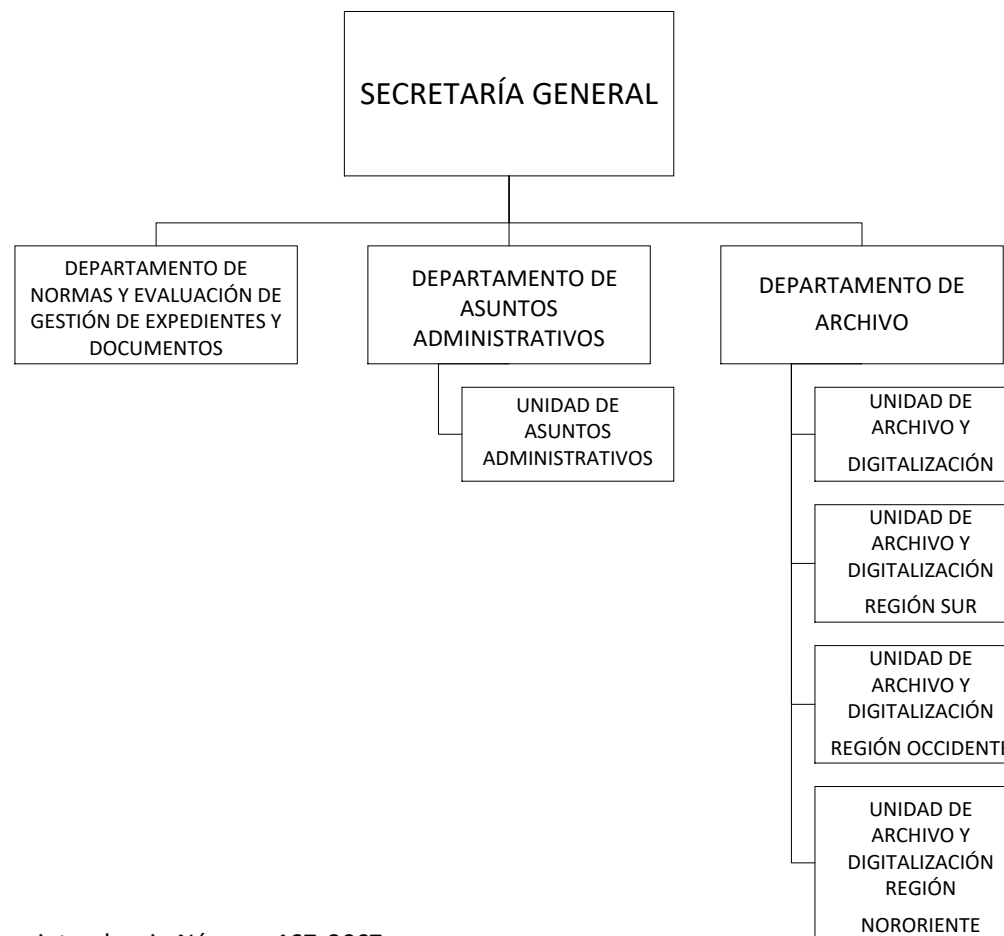 SECRETARÍA GENERAL
DEPARTAMENTO DE
NORMAS Y EVALUACIÓN DE
GESTIÓN DE EXPEDIENTES Y
DOCUMENTOS
DEPARTAMENTO DE
ASUNTOS
ADMINISTRATIVOS
UNIDAD DE
ASUNTOS
ADMINISTRATIVOS
DEPARTAMENTO DE
ARCHIVO
UNIDAD DE
ARCHIVO Y
DIGITALIZACIÓN
UNIDAD DE
ARCHIVO Y
DIGITALIZACIÓN
REGIÓN SUR
UNIDAD DE
ARCHIVO Y
DIGITALIZACIÓN
REGIÓN OCCIDENTE
UNIDAD DE
ARCHIVO Y
DIGITALIZACIÓN
REGIÓN
NORORIENTE